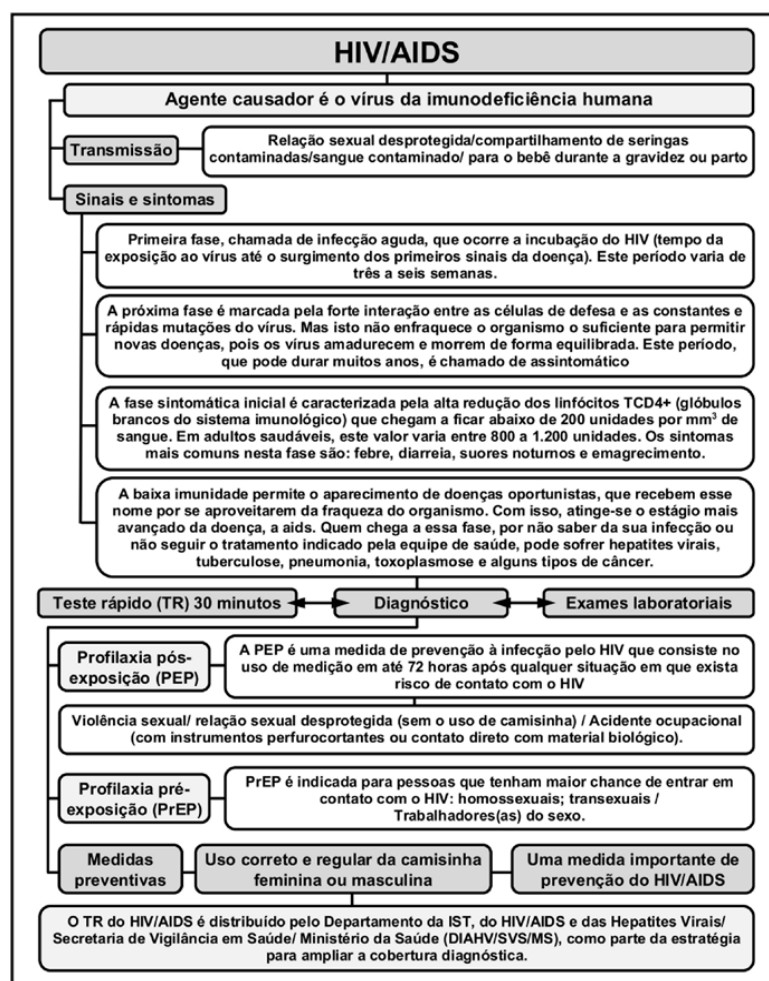 HIV/AIDS
Agente causador é o vírus da imunodeficiência humana
Transmissão
Relação sexual desprotegida/compartilhamento de seringas
contaminadas/sangue contaminado/ para o bebê durante a gravidez ou parto
Sinais e sintomas
Primeira fase, chamada de infecção aguda, que ocorre a incubação do HIV (tempo da
exposição ao vírus até o surgimento dos primeiros sinais da doença). Este período varia de
três a seis semanas.
A próxima fase é marcada pela forte interação entre as células de defesa e as constantes e
rápidas mutações do vírus. Mas isto não enfraquece o organismo o suficiente para permitir
novas doenças, pois os vírus amadurecem e morrem de forma equilibrada. Este período,
que pode durar muitos anos, é chamado de assintomático
A fase sintomática inicial é caracterizada pela alta redução dos linfócitos TCD4+ (glóbulos
brancos do sistema imunológico) que chegam a ficar abaixo de 200 unidades por mm³ de
sangue. Em adultos saudáveis, este valor varia entre 800 a 1.200 unidades. Os sintomas
mais comuns nesta fase são: febre, diarreia, suores noturnos e emagrecimento.
A baixa imunidade permite o aparecimento de doenças oportunistas, que recebem esse
nome por se aproveitarem da fraqueza do organismo. Com isso, atinge-se o estágio mais
avançado da doença, a aids. Quem chega a essa fase, por não saber da sua infecção ou
não seguir o tratamento indicado pela equipe de saúde, pode sofrer hepatites virais,
tuberculose, pneumonia, toxoplasmose e alguns tipos de câncer.
Teste rápido (TR) 30 minutos
Diagnóstico
Exames laboratoriais
Profilaxia pós-
exposição (PEP)
A PEP é uma medida de prevenção à infecção pelo HIV que consiste no
uso de medição em até 72 horas após qualquer situação em que exista
risco de contato com o HIV
Violência sexual/ relação sexual desprotegida (sem o uso de camisinha) / Acidente ocupacional
(com instrumentos perfurocortantes ou contato direto com material biológico).
Profilaxia pré-
exposição (PrEP)
PrEP é indicada para pessoas que tenham maior chance de entrar em
contato com o HIV: homossexuais; transexuais /
Trabalhadores(as) do sexo.
Medidas
preventivas
Uso correto e regular da camisinha
feminina ou masculina
Uma medida importante de
prevenção do HIV/AIDS
O TR do HIV/AIDS é distribuído pelo Departamento da IST, do HIV/AIDS e das Hepatites Virais/
Secretaria de Vigilância em Saúde/ Ministério da Saúde (DIAHV/SVS/MS), como parte da estratégia
para ampliar a cobertura diagnóstica.